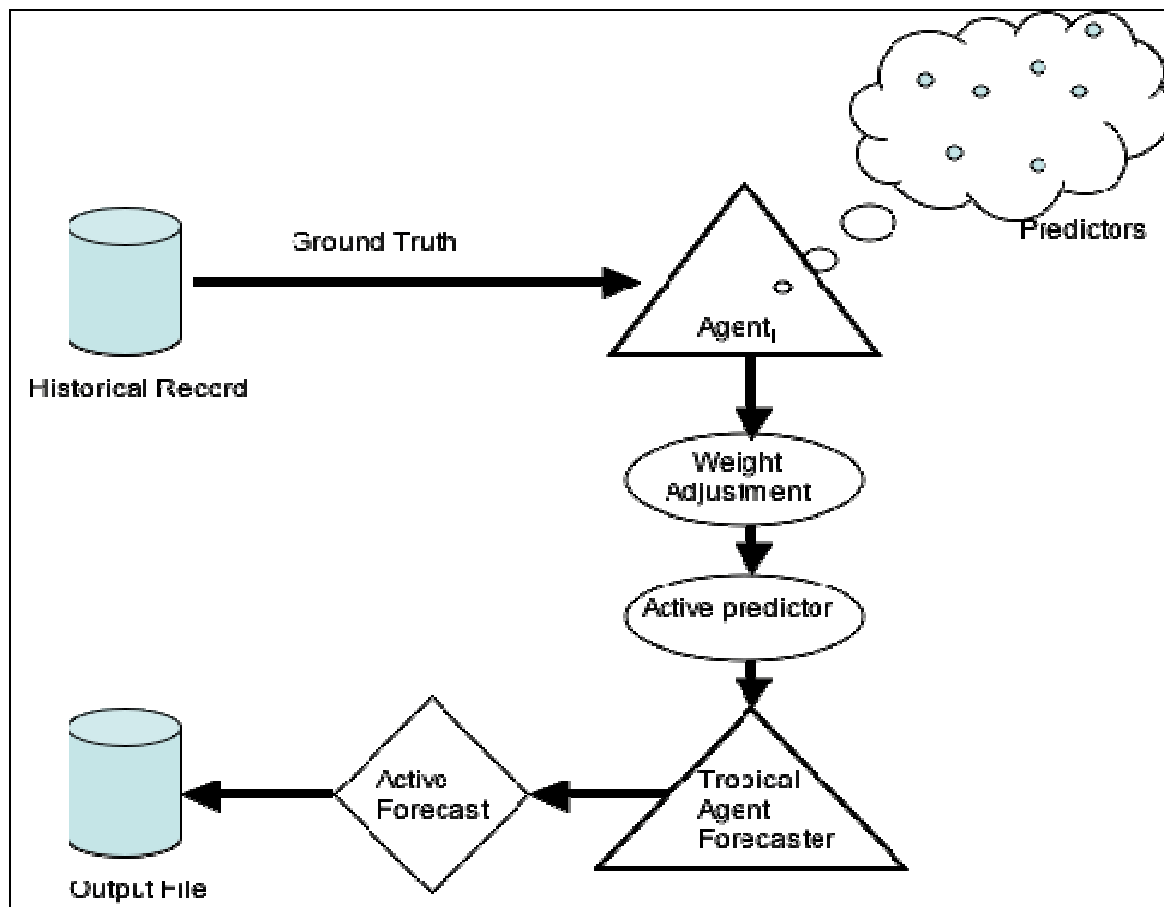 Predictors
Ground Truth
Agent
Historical Record
Weight
Adjustment
Active predictor
Active
Forecast
Tropical
Agent
Forecaster
Output File